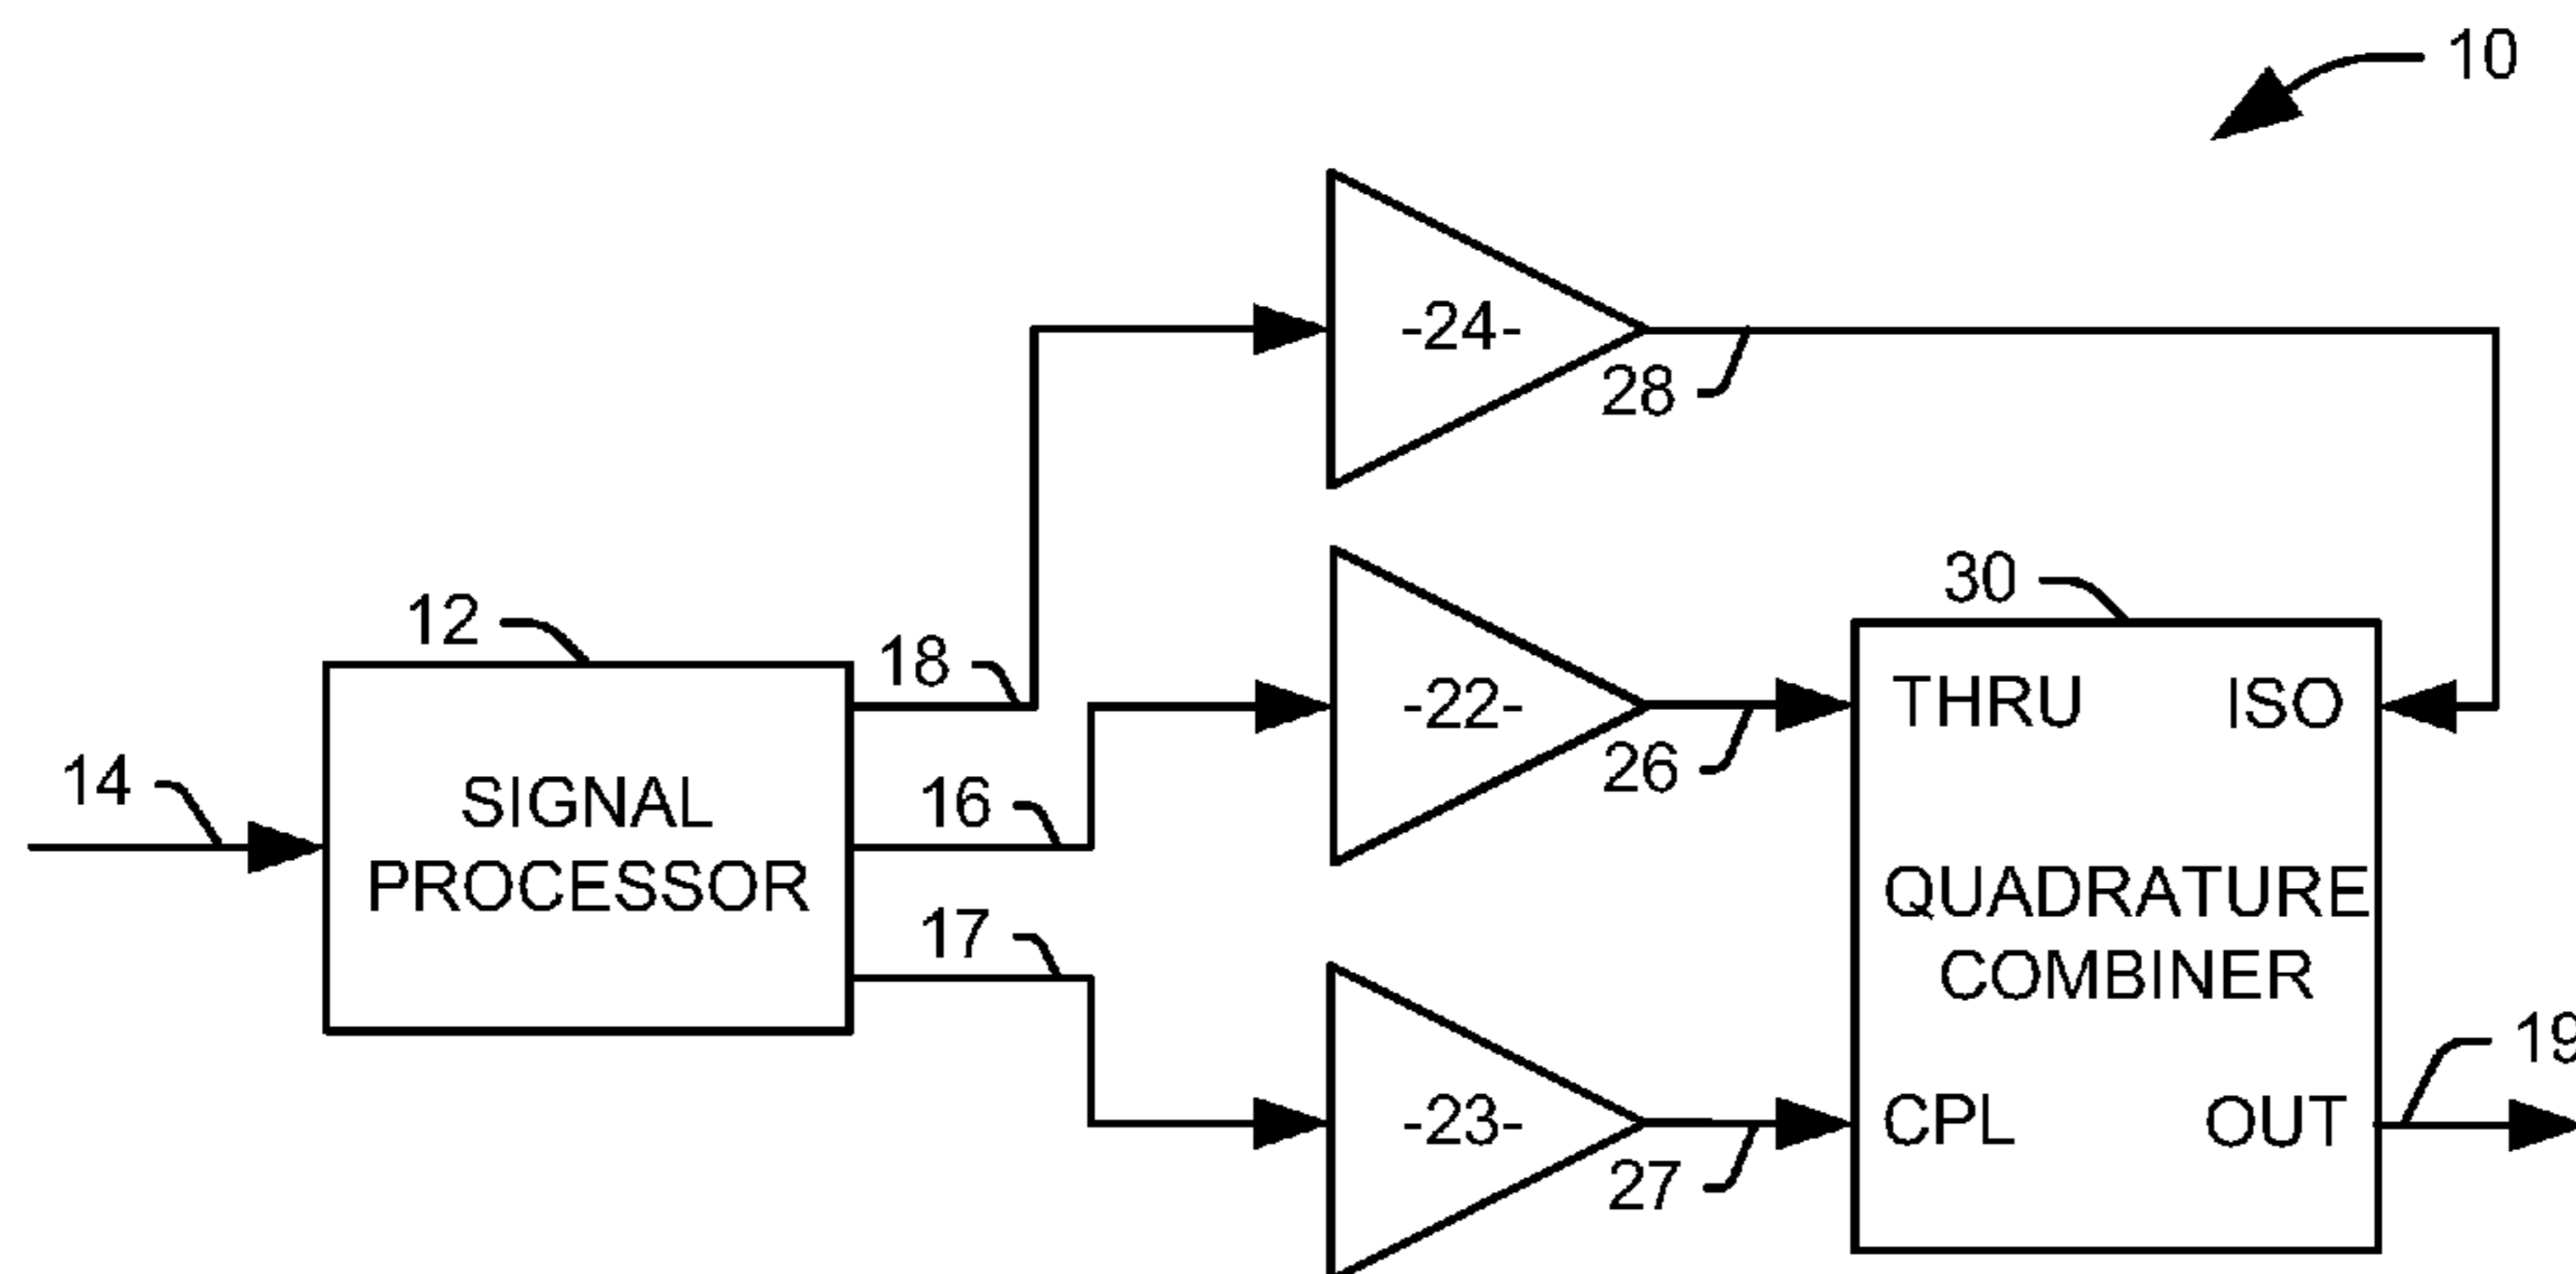 10
-24-
28
30
12
18
-22-
THRU ISO
26
14
SIGNAL
PROCESSOR
16
QUADRATURE
COMBINER
17
19
-23-
CPL OUT
27